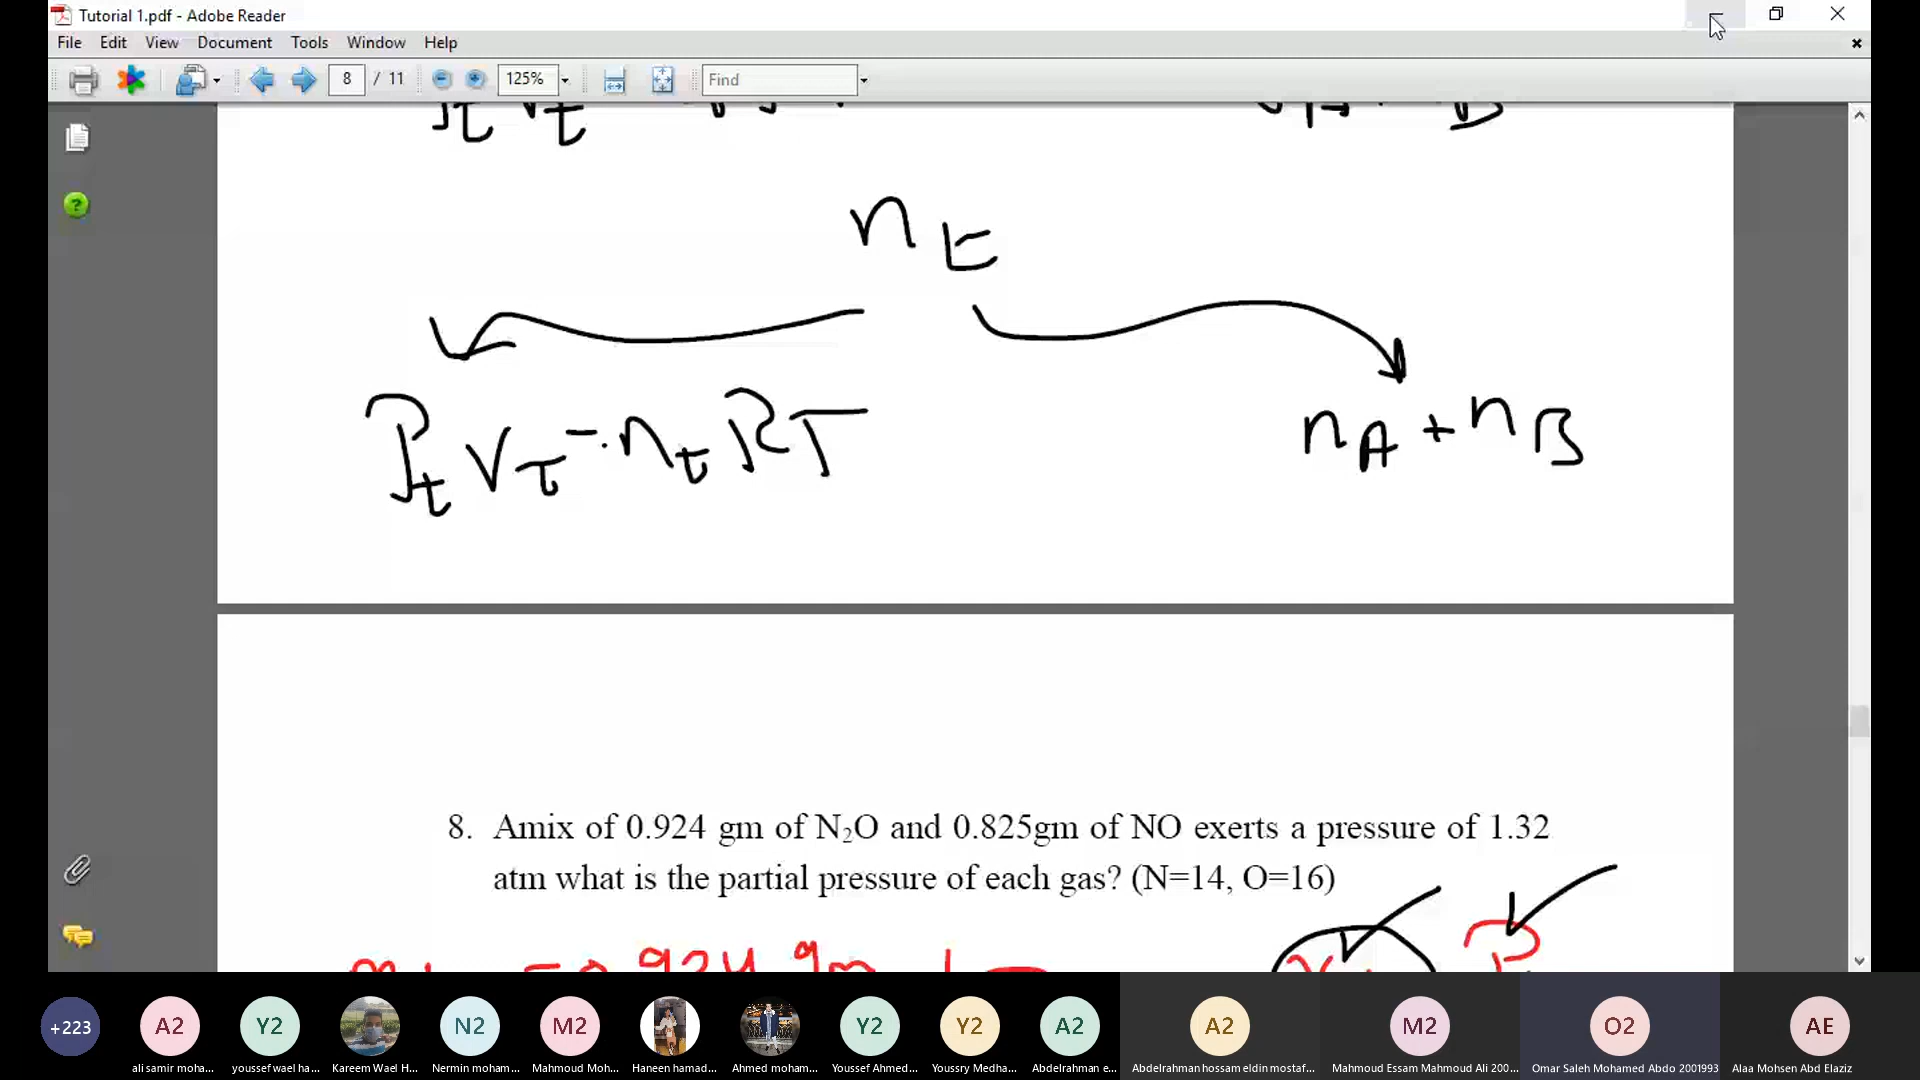 Tutorial 1.pdf - Adobe Reader
File Edit View Document Tools Window Help
8 / 11 125% Find
n t
P t V T = n t R T
n A + n B
8. Amix of 0.924 gm of N₂O and 0.825gm of NO exerts a pressure of 1.32
atm what is the partial pressure of each gas? (N=14, O=16)
= 0.924 gm
+223 A2 Y2 N2 M2 Y2 Y2 A2 A2 M2 O2 AE
ali samir moha... youssef wael ha... Kareem Wael H... Nermin moham... Mahmoud Moh... Haneen hamad... Ahmed moham... Youssef Ahmed... Youssry Medha... Abdelrahman e... Abdelrahman hossam eldin mostaf... Mahmoud Essam Mahmoud Ali 200... Omar Saleh Mohamed Abdo 2001993 Alaa Mohsen Abd Elaziz